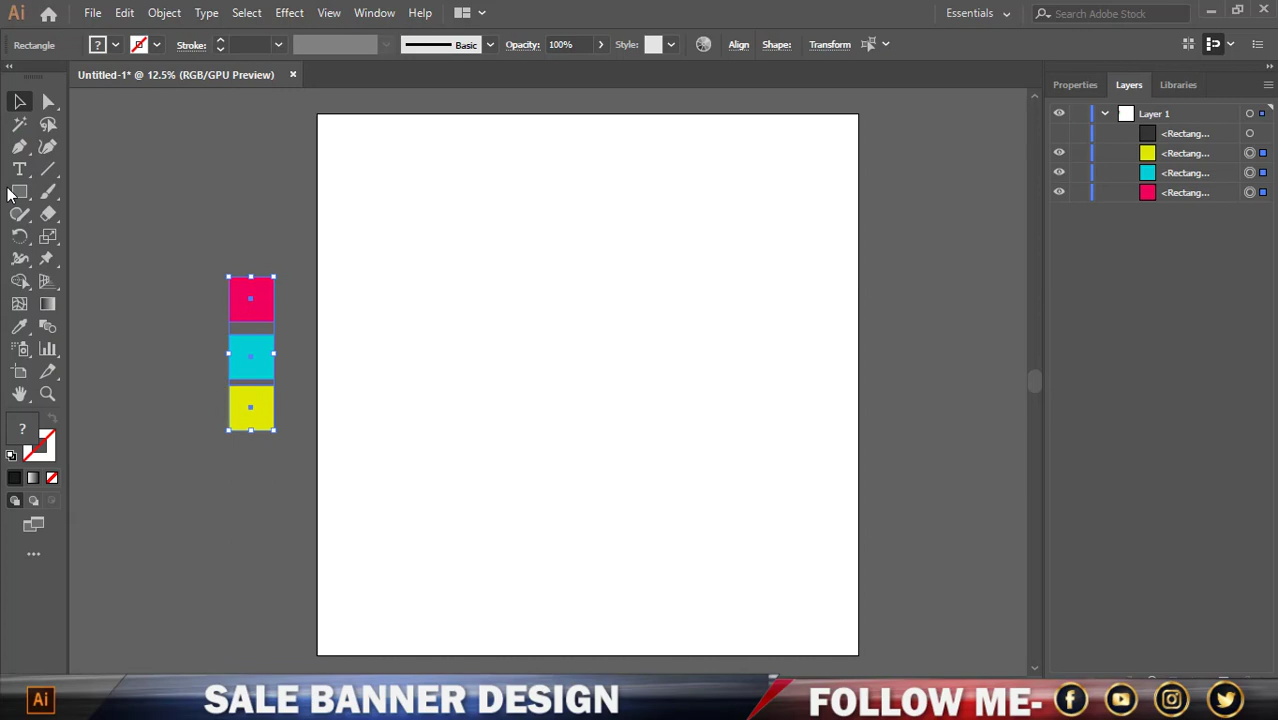 Ai File Edit Object Type Select Effect View Window Help Essentials Search Adobe Stock
Rectangle ? Stroke: Basic Opacity: 100% Style: Align Shape: Transform
Untitled-1* @ 12.5% (RGB/GPU Preview)
Properties Layers Libraries
Layer 1
<Rectang...
<Rectang...
<Rectang...
<Rectang...
T
?
Ai SALE BANNER DESIGN FOLLOW ME-